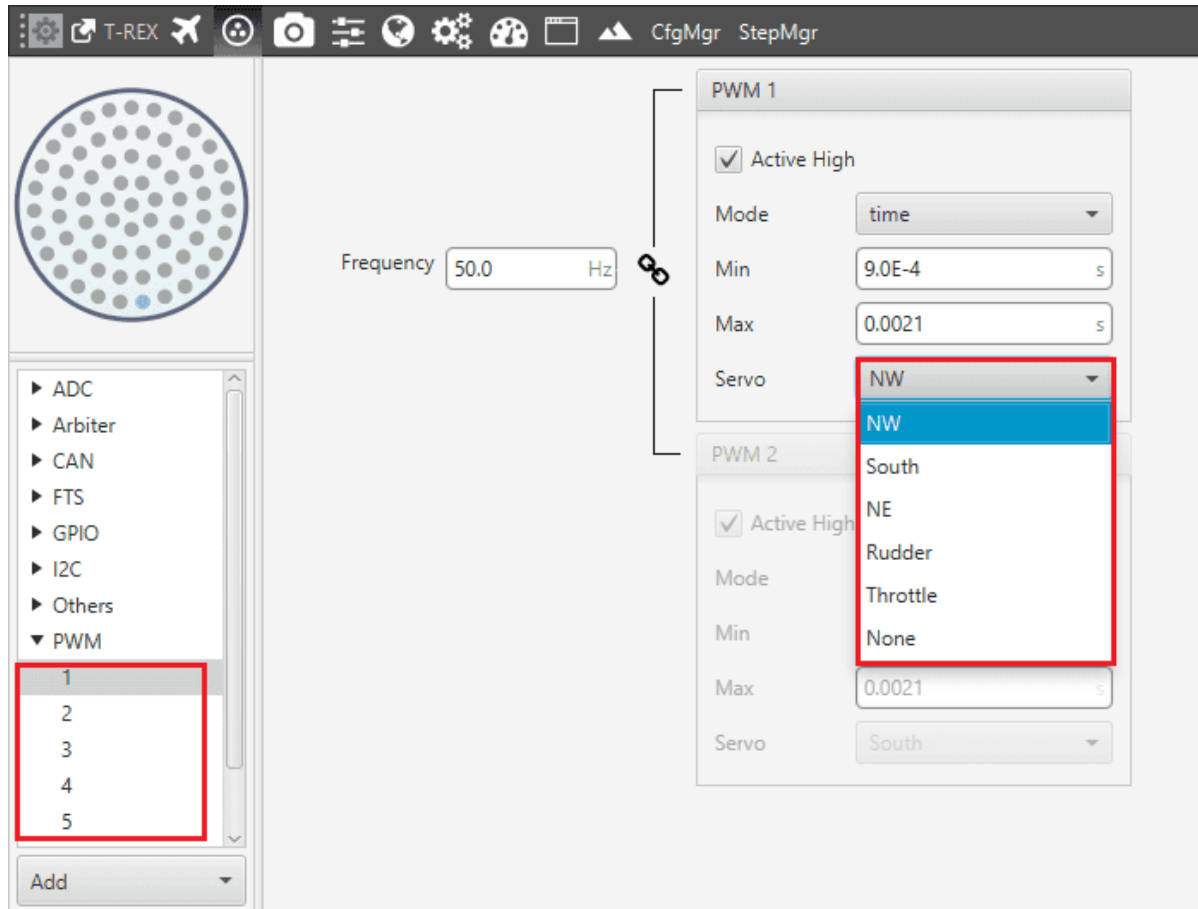 T-REX CfgMgr StepMgr
PWM 1
Active High
Mode time
Frequency 50.0 Hz
Min 9.0E-4 s
Max 0.0021 s
Servo NW
NW
South
NE
Rudder
Throttle
None
PWM 2
Active High
Mode
Min
Max 0.0021 s
Servo South
ADC
Arbiter
CAN
FTS
GPIO
I2C
Others
PWM
1
2
3
4
5
Add